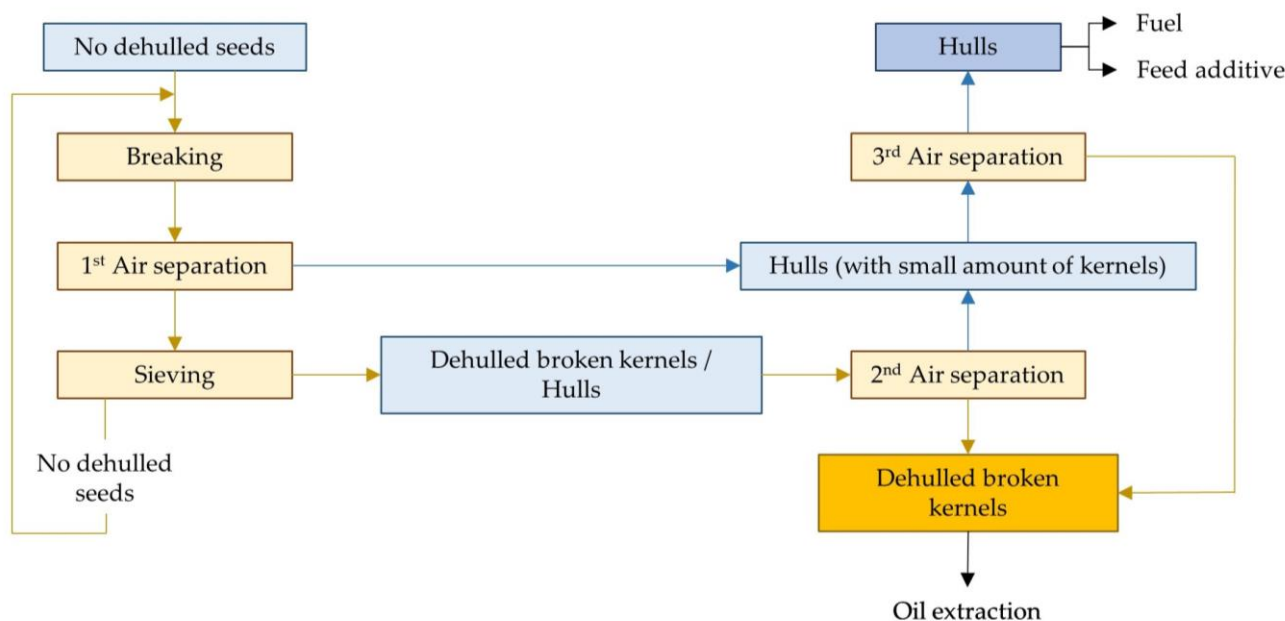 No dehulled seeds
Hulls
Fuel
Feed additive
Breaking
3rd Air separation
1st Air separation
Hulls (with small amount of kernels)
Sieving
Dehulled broken kernels /
Hulls
2nd Air separation
No dehulled
seeds
Dehulled broken
kernels
Oil extraction